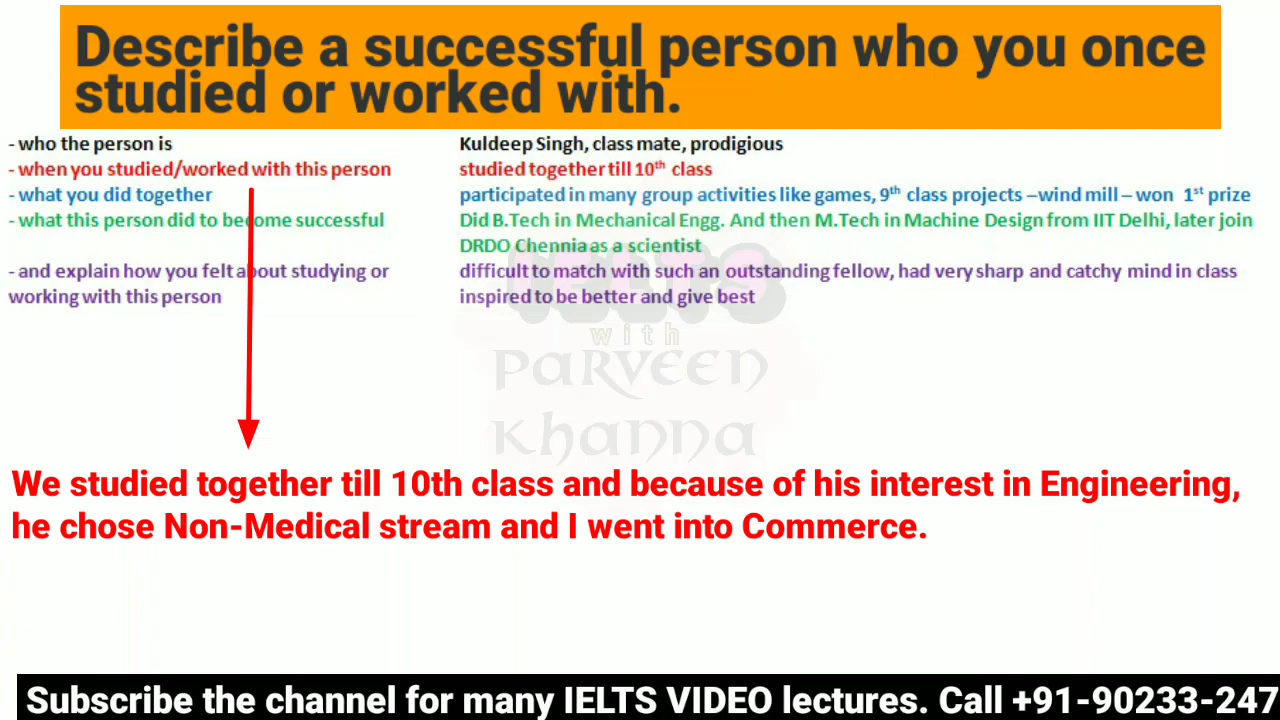 Describe a successful person who you once
studied or worked with.
- who the person is
Kuldeep Singh, class mate, prodigious
- when you studied/worked with this person
studied together till 10th class
- what you did together
participated in many group activities like games, 9th class projects –wind mill – won 1st prize
- what this person did to become successful
Did B.Tech in Mechanical Engg. And then M.Tech in Machine Design from IIT Delhi, later join
DRDO Chennia as a scientist
- and explain how you felt about studying or
working with this person
difficult to match with such an outstanding fellow, had very sharp and catchy mind in class
inspired to be better and give best
IELTS
with
PARVEEN
Khanna
We studied together till 10th class and because of his interest in Engineering,
he chose Non-Medical stream and I went into Commerce.
Subscribe the channel for many IELTS VIDEO lectures. Call +91-90233-247